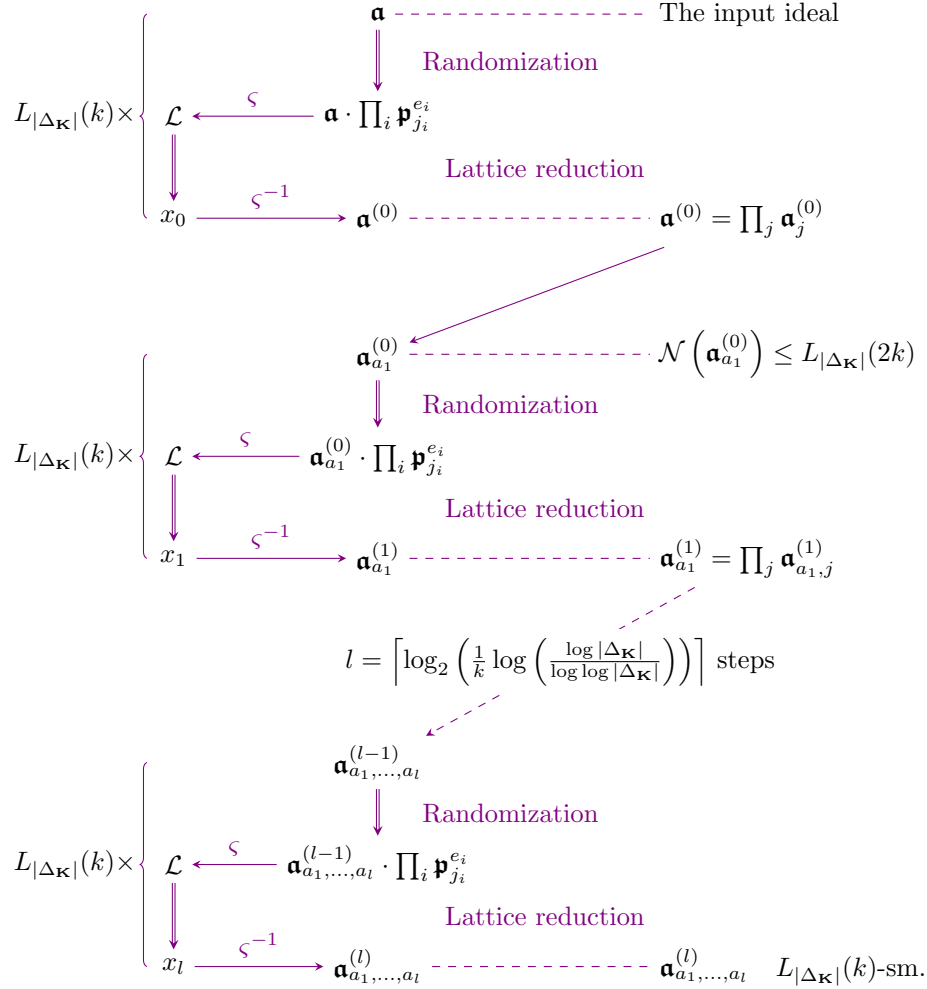 𝔞 The input ideal
Randomization
L_{|Δ_𝐊|}(k)× ℒ ς 𝔞 · ∏_i 𝔭_{j_i}^{e_i}
Lattice reduction
x_0 ς^{-1} 𝔞^{(0)} 𝔞^{(0)} = ∏_j 𝔞_j^{(0)}
𝔞_{a_1}^{(0)} 𝒩(𝔞_{a_1}^{(0)}) ≤ L_{|Δ_𝐊|}(2k)
Randomization
L_{|Δ_𝐊|}(k)× ℒ ς 𝔞_{a_1}^{(0)} · ∏_i 𝔭_{j_i}^{e_i}
Lattice reduction
x_1 ς^{-1} 𝔞_{a_1}^{(1)} 𝔞_{a_1}^{(1)} = ∏_j 𝔞_{a_1,j}^{(1)}
l = ⌈log_2 (1/k log (log |Δ_𝐊| / log log |Δ_𝐊|))⌉ steps
𝔞_{a_1,...,a_l}^{(l−1)}
Randomization
L_{|Δ_𝐊|}(k)× ℒ ς 𝔞_{a_1,...,a_l}^{(l−1)} · ∏_i 𝔭_{j_i}^{e_i}
Lattice reduction
x_l ς^{-1} 𝔞_{a_1,...,a_l}^{(l)} 𝔞_{a_1,...,a_l}^{(l)} L_{|Δ_𝐊|}(k)-sm.